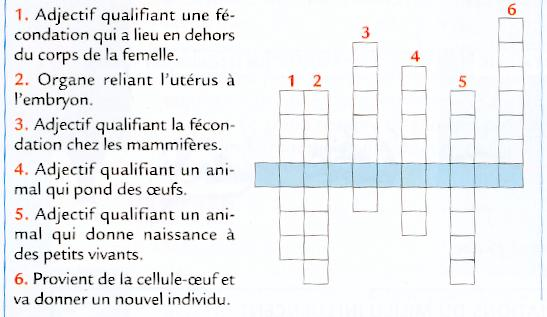 1. Adjectif qualifiant une fé-
condation qui a lieu en dehors
du corps de la femelle.
2. Organe reliant l'utérus à
l'embryon.
3. Adjectif qualifiant la fécon-
dation chez les mammifères.
4. Adjectif qualifiant un ani-
mal qui pond des œufs.
5. Adjectif qualifiant un ani-
mal qui donne naissance à
des petits vivants.
6. Provient de la cellule-œuf et
va donner un nouvel individu.
6
3
4
1 2
5